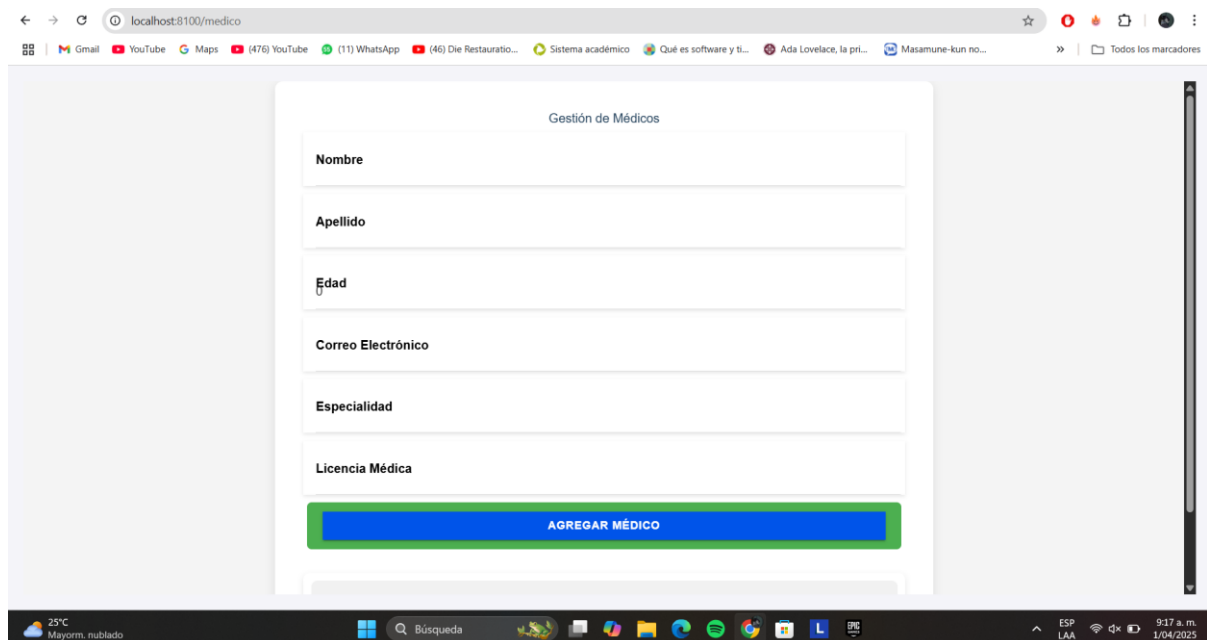 localhost:8100/medico
Gmail YouTube Maps (476) YouTube (11) WhatsApp (46) Die Restauratio... Sistema académico Qué es software y ti... Ada Lovelace, la pri... Masamune-kun no... » Todos los marcadores
Gestión de Médicos
Nombre
Apellido
Edad
0
Correo Electrónico
Especialidad
Licencia Médica
AGREGAR MÉDICO
25°C
Mayorm. nublado
Búsqueda
L
EPIC
ESP
LAA
9:17 a. m.
1/04/2025